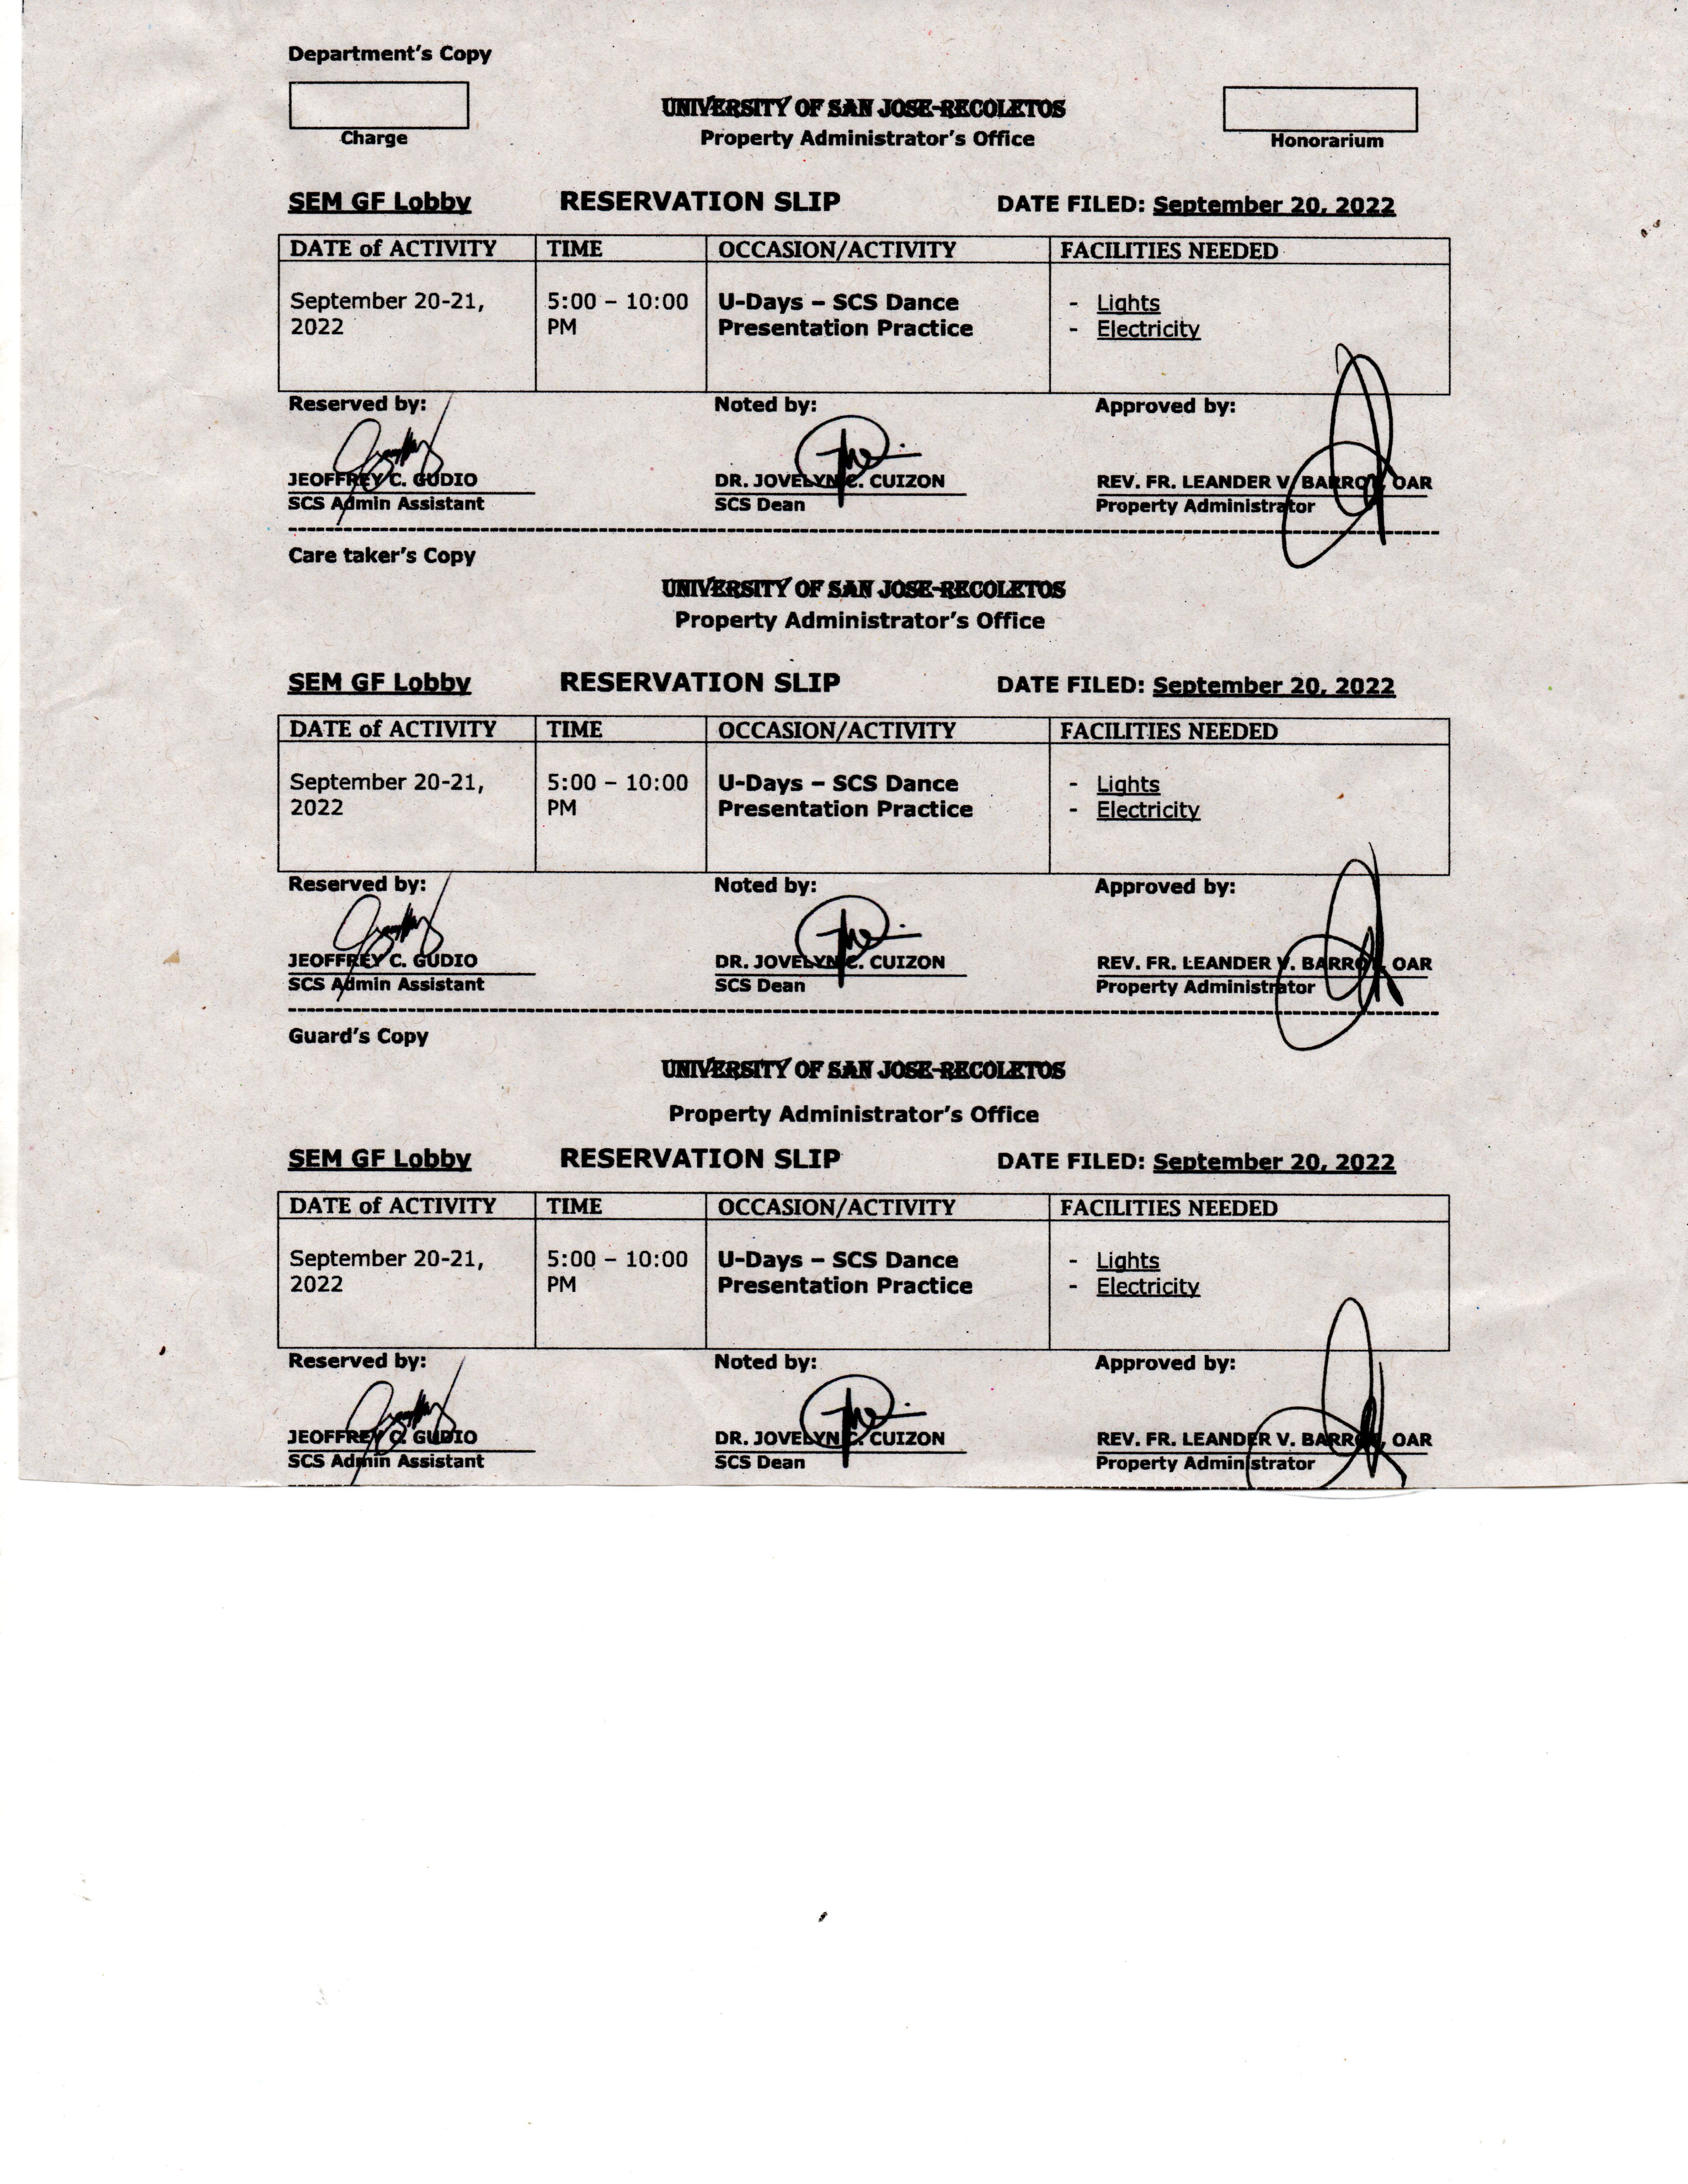 Department's Copy
Charge
UNIVERSITY OF SAN JOSE-RECOLETOS
Property Administrator's Office
Honorarium
SEM GF Lobby RESERVATION SLIP DATE FILED: September 20, 2022
DATE of ACTIVITY TIME OCCASION/ACTIVITY FACILITIES NEEDED
September 20-21, 5:00 – 10:00 U-Days – SCS Dance - Lights
2022 PM Presentation Practice - Electricity
Reserved by: Noted by: Approved by:
JEOFFREY C. GUDIO DR. JOVELYN C. CUIZON REV. FR. LEANDER V. OAR
SCS Admin Assistant SCS Dean Property Administrator
Care taker's Copy
UNIVERSITY OF SAN JOSE-RECOLETOS
Property Administrator's Office
SEM GF Lobby RESERVATION SLIP DATE FILED: September 20, 2022
DATE of ACTIVITY TIME OCCASION/ACTIVITY FACILITIES NEEDED
September 20-21, 5:00 – 10:00 U-Days – SCS Dance - Lights
2022 PM Presentation Practice - Electricity
Reserved by: Noted by: Approved by:
JEOFFREY C. GUDIO DR. JOVELYN C. CUIZON REV. FR. LEANDER V. OAR
SCS Admin Assistant SCS Dean Property Administrator
Guard's Copy
UNIVERSITY OF SAN JOSE-RECOLETOS
Property Administrator's Office
SEM GF Lobby RESERVATION SLIP DATE FILED: September 20, 2022
DATE of ACTIVITY TIME OCCASION/ACTIVITY FACILITIES NEEDED
September 20-21, 5:00 – 10:00 U-Days – SCS Dance - Lights
2022 PM Presentation Practice - Electricity
Reserved by: Noted by: Approved by:
JEOFFREY C. GUDIO DR. JOVELYN C. CUIZON REV. FR. LEANDER V. OAR
SCS Admin Assistant SCS Dean Property Administrator